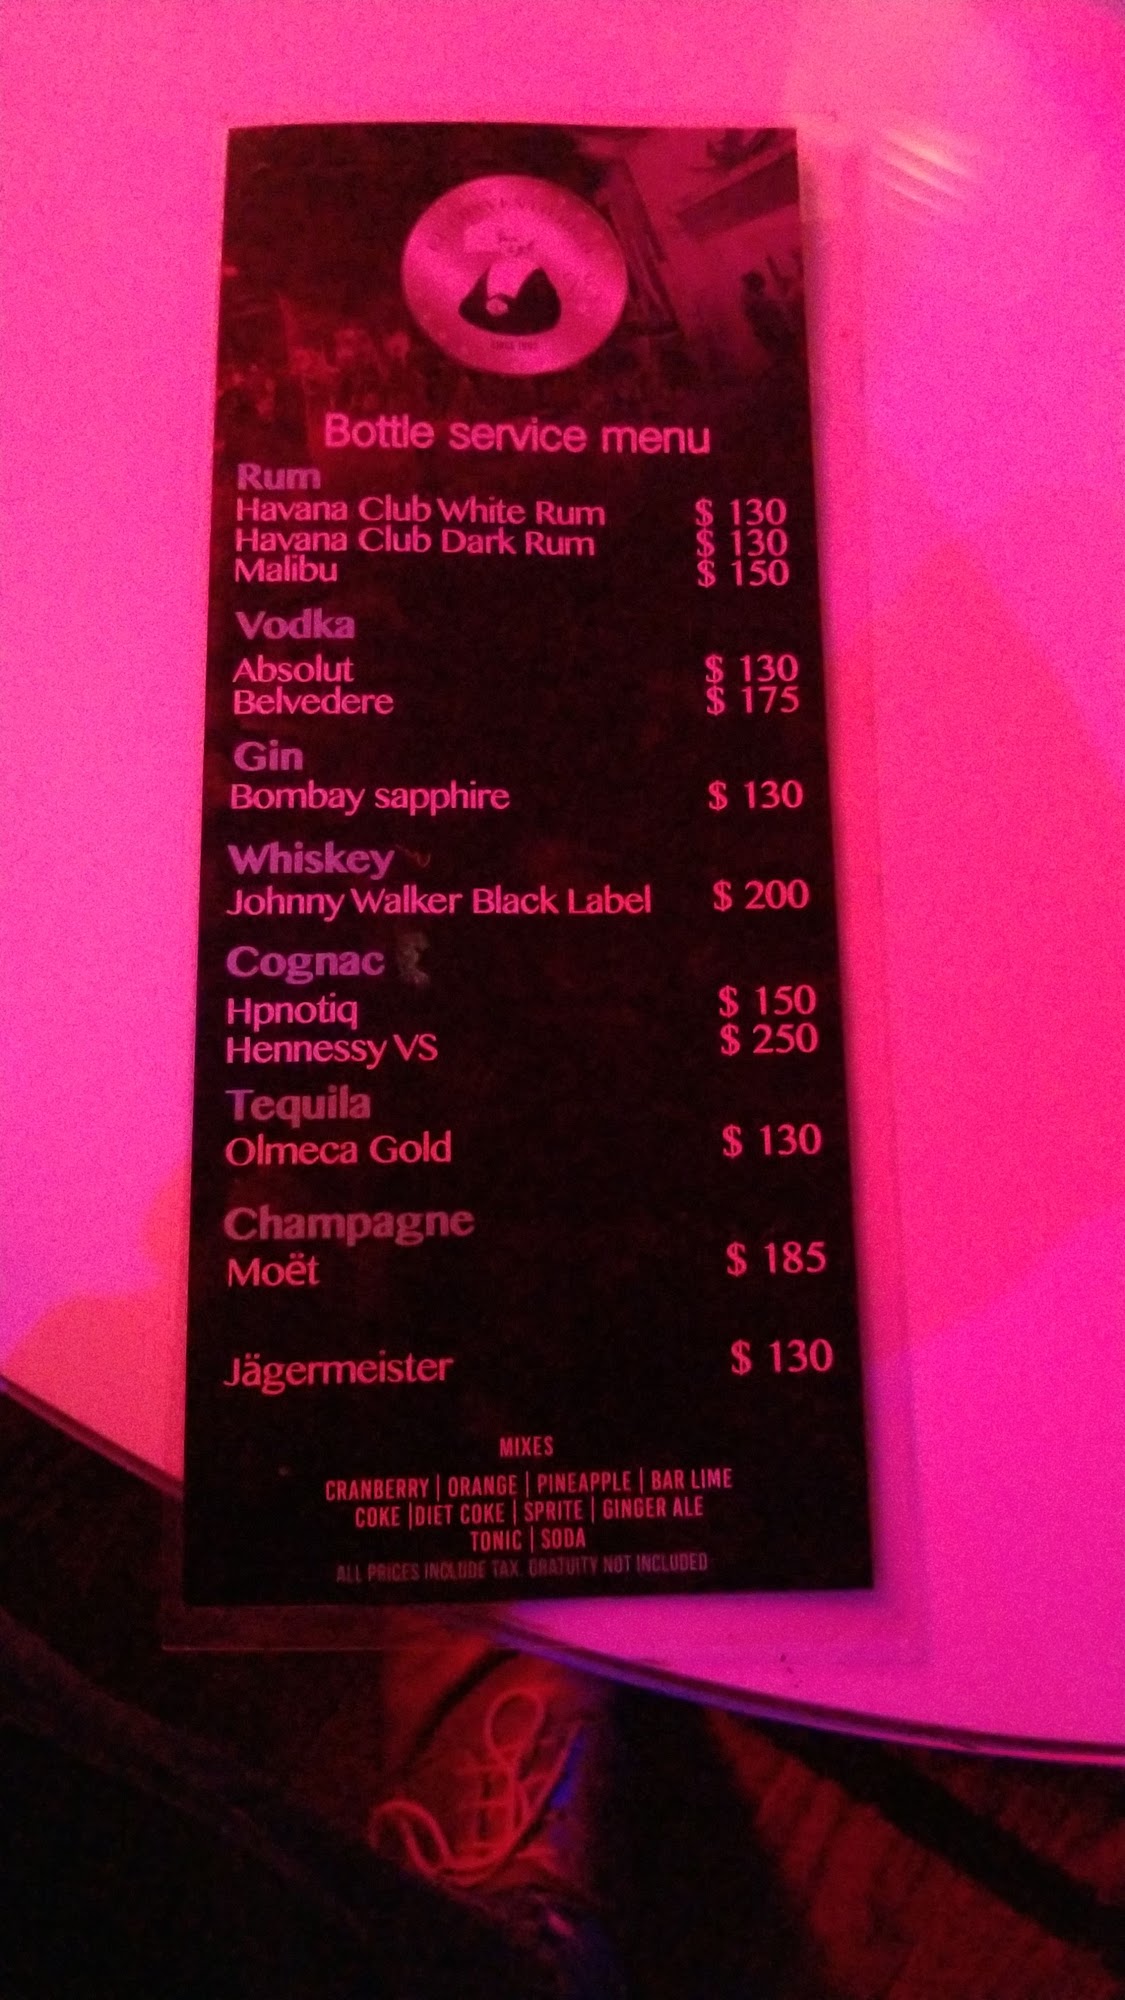 Bottle service menu
Rum
Havana Club White Rum $ 130
Havana Club Dark Rum $ 130
Malibu $ 150
Vodka
Absolut $ 130
Belvedere $ 175
Gin
Bombay sapphire $ 130
Whiskey
Johnny Walker Black Label $ 200
Cognac
Hpnotiq $ 150
Hennessy VS $ 250
Tequila
Olmeca Gold $ 130
Champagne
Moët $ 185
Jägermeister $ 130
MIXES
CRANBERRY | ORANGE | PINEAPPLE | BAR LIME
COKE |DIET COKE | SPRITE | GINGER ALE
TONIC | SODA
ALL PRICES INCLUDE TAX. GRATUITY NOT INCLUDED